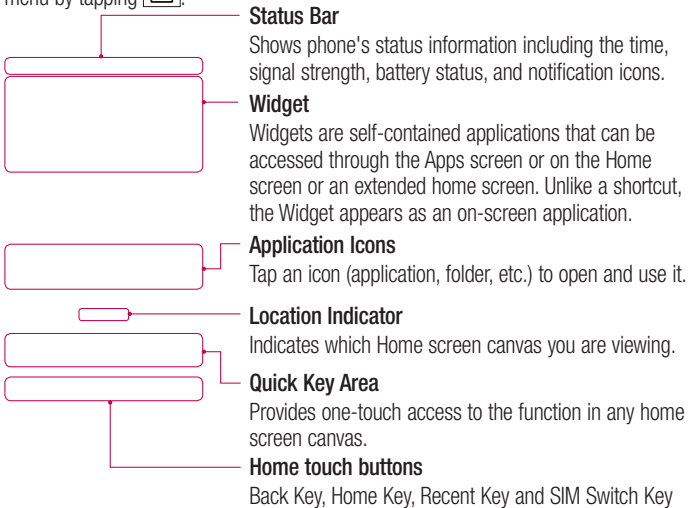 menu by tapping
Status Bar
Shows phone's status information including the time,
signal strength, battery status, and notification icons.
Widget
Widgets are self-contained applications that can be
accessed through the Apps screen or on the Home
screen or an extended home screen. Unlike a shortcut,
the Widget appears as an on-screen application.
Application Icons
Tap an icon (application, folder, etc.) to open and use it.
Location Indicator
Indicates which Home screen canvas you are viewing.
Quick Key Area
Provides one-touch access to the function in any home
screen canvas.
Home touch buttons
Back Key, Home Key, Recent Key and SIM Switch Key